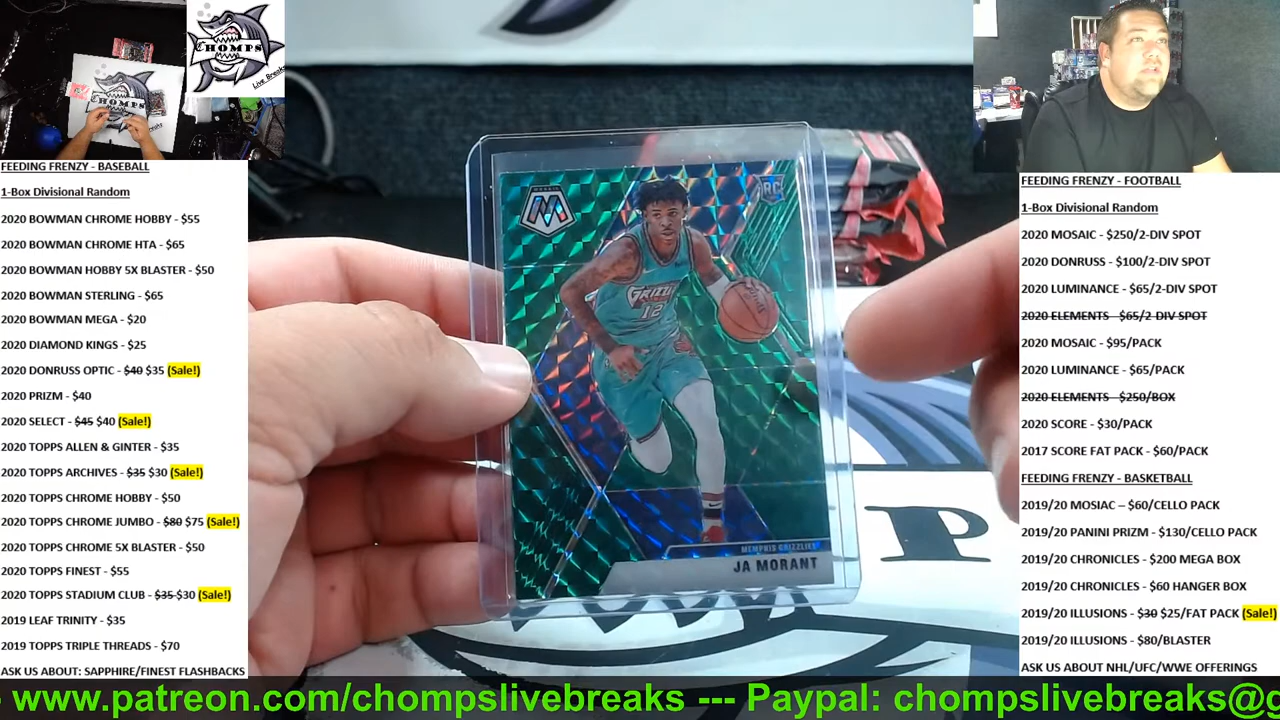 CHOMPS
Live Breaks
CHOMPS
FEEDING FRENZY - BASEBALL
1-Box Divisional Random
2020 BOWMAN CHROME HOBBY - $55
2020 BOWMAN CHROME HTA - $65
2020 BOWMAN HOBBY 5X BLASTER - $50
2020 BOWMAN STERLING - $65
2020 BOWMAN MEGA - $20
2020 DIAMOND KINGS - $25
2020 DONRUSS OPTIC - $40 $35 (Sale!)
2020 PRIZM - $40
2020 SELECT - $45 $40 (Sale!)
2020 TOPPS ALLEN & GINTER - $35
2020 TOPPS ARCHIVES - $35 $30 (Sale!)
2020 TOPPS CHROME HOBBY - $50
2020 TOPPS CHROME JUMBO - $80 $75 (Sale!)
2020 TOPPS CHROME 5X BLASTER - $50
2020 TOPPS FINEST - $55
2020 TOPPS STADIUM CLUB - $35 $30 (Sale!)
2019 LEAF TRINITY - $35
2019 TOPPS TRIPLE THREADS - $70
ASK US ABOUT: SAPPHIRE/FINEST FLASHBACKS
MOSAIC
RC
12
MEMPHIS GRIZZLIES
JA MORANT
P
FEEDING FRENZY - FOOTBALL
1-Box Divisional Random
2020 MOSAIC - $250/2-DIV SPOT
2020 DONRUSS - $100/2-DIV SPOT
2020 LUMINANCE - $65/2-DIV SPOT
2020 ELEMENTS - $65/2-DIV SPOT
2020 MOSAIC - $95/PACK
2020 LUMINANCE - $65/PACK
2020 ELEMENTS - $250/BOX
2020 SCORE - $30/PACK
2017 SCORE FAT PACK - $60/PACK
FEEDING FRENZY - BASKETBALL
2019/20 MOSIAC – $60/CELLO PACK
2019/20 PANINI PRIZM - $130/CELLO PACK
2019/20 CHRONICLES - $200 MEGA BOX
2019/20 CHRONICLES - $60 HANGER BOX
2019/20 ILLUSIONS - $30 $25/FAT PACK (Sale!)
2019/20 ILLUSIONS - $80/BLASTER
ASK US ABOUT NHL/UFC/WWE OFFERINGS
- www.patreon.com/chompslivebreaks --- Paypal: chompslivebreaks@g